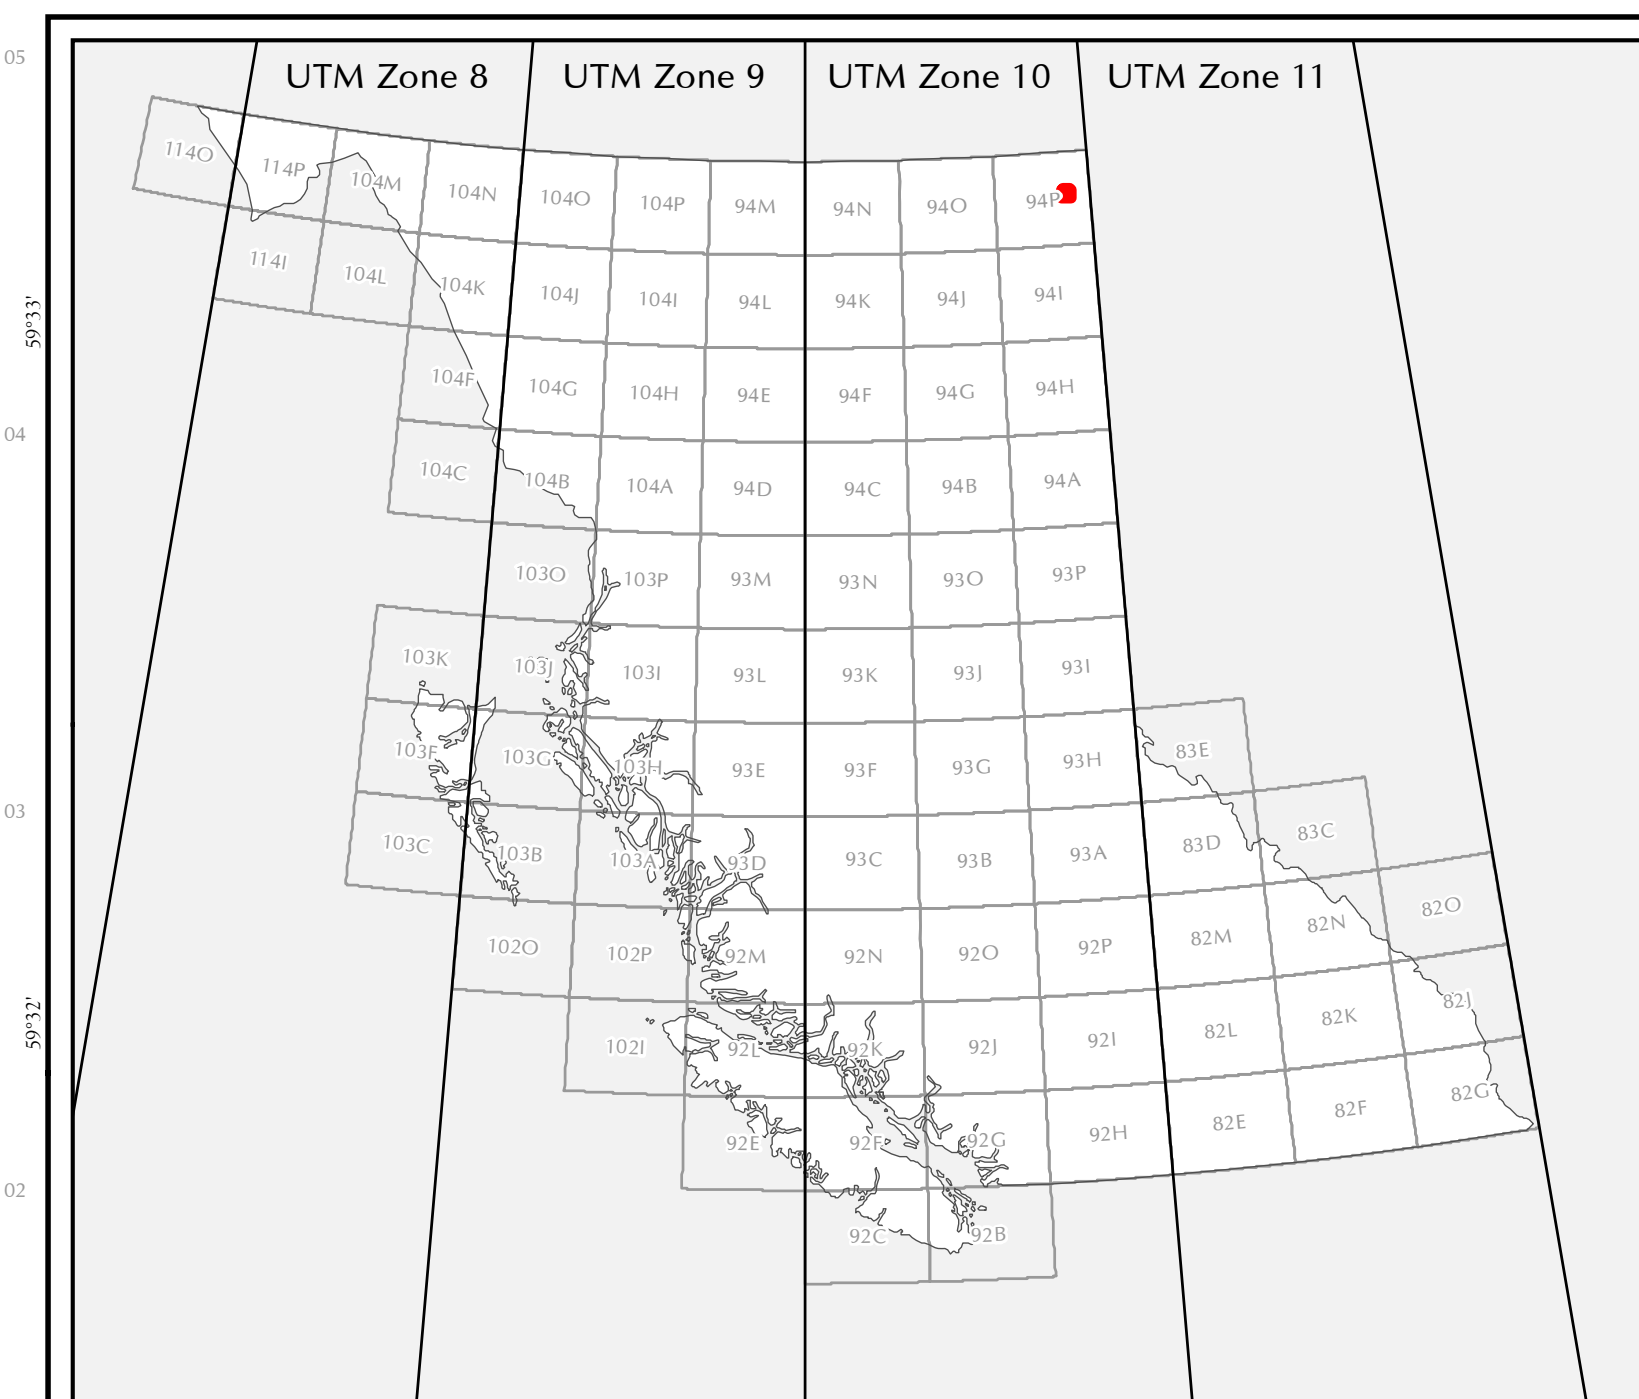 05
UTM Zone 8 UTM Zone 9 UTM Zone 10 UTM Zone 11
114O 114P 104M 104N 104O 104P 94M 94N 94O 94P
114I 104L 104K 104J 104I 94L 94K 94J 94I
59°33'
104F 104G 104H 94E 94F 94G 94H
04
104C 104B 104A 94D 94C 94B 94A
103O 103P 93M 93N 93O 93P
103K 103J 103I 93L 93K 93J 93I
103F 103G 103H 93E 93F 93G 93H 83E
03
103C 103B 103A 93D 93C 93B 93A 83D 83C
102O 102P 92M 92N 92O 92P 82M 82N 82O
59°32'
102I 92L 92K 92J 92I 82L 82K 82J
92E 92F 92G 92H 82E 82F 82G
02
92C 92B